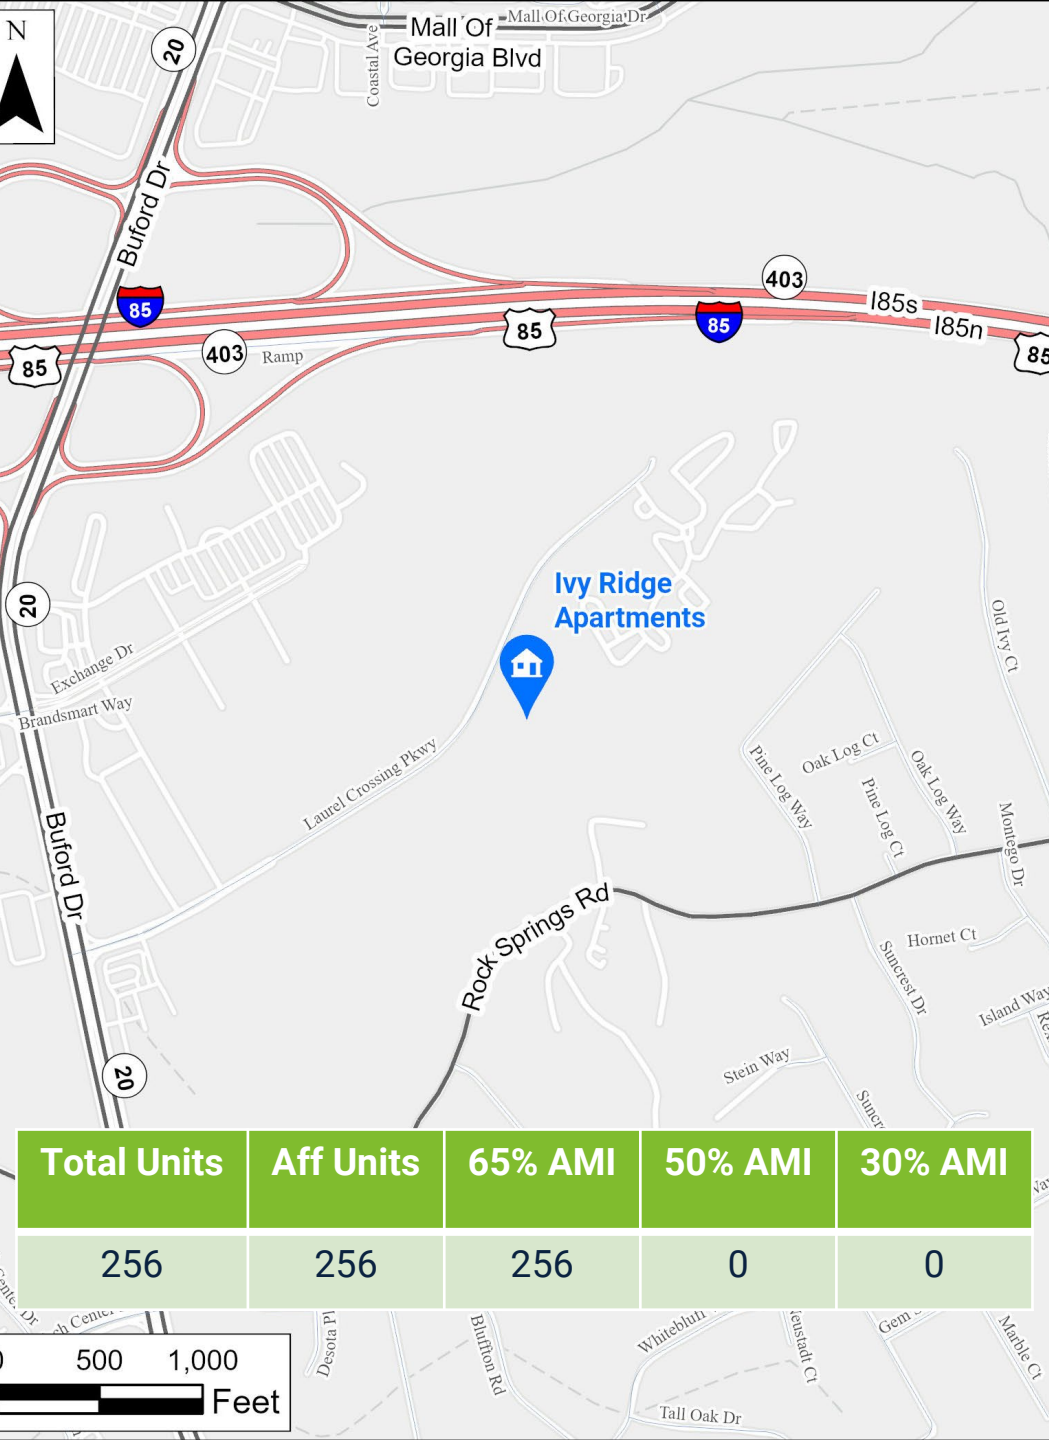 N
20
Coastal Ave
Mall Of Georgia Dr
Mall Of
Georgia Blvd
Buford Dr
85
403
85
403
Ramp
85
85
I85s
I85n
85
20
Exchange Dr
Brandsmart Way
Ivy Ridge
Apartments
Old Ivy Ct
Laurel Crossing Pkwy
Pine Log Way
Oak Log Ct
Oak Log Way
Pine Log Ct
Montego Dr
Buford Dr
Rock Springs Rd
Hornet Ct
Suncrest Dr
Island Way
Stein Way
20
Total Units
Aff Units
65% AMI
50% AMI
30% AMI
256
256
256
0
0
Desota
Bluffton Rd
Whitebluff
Neustadt Ct
Gem
Marble Ct
Tall Oak Dr
500
1,000
Feet